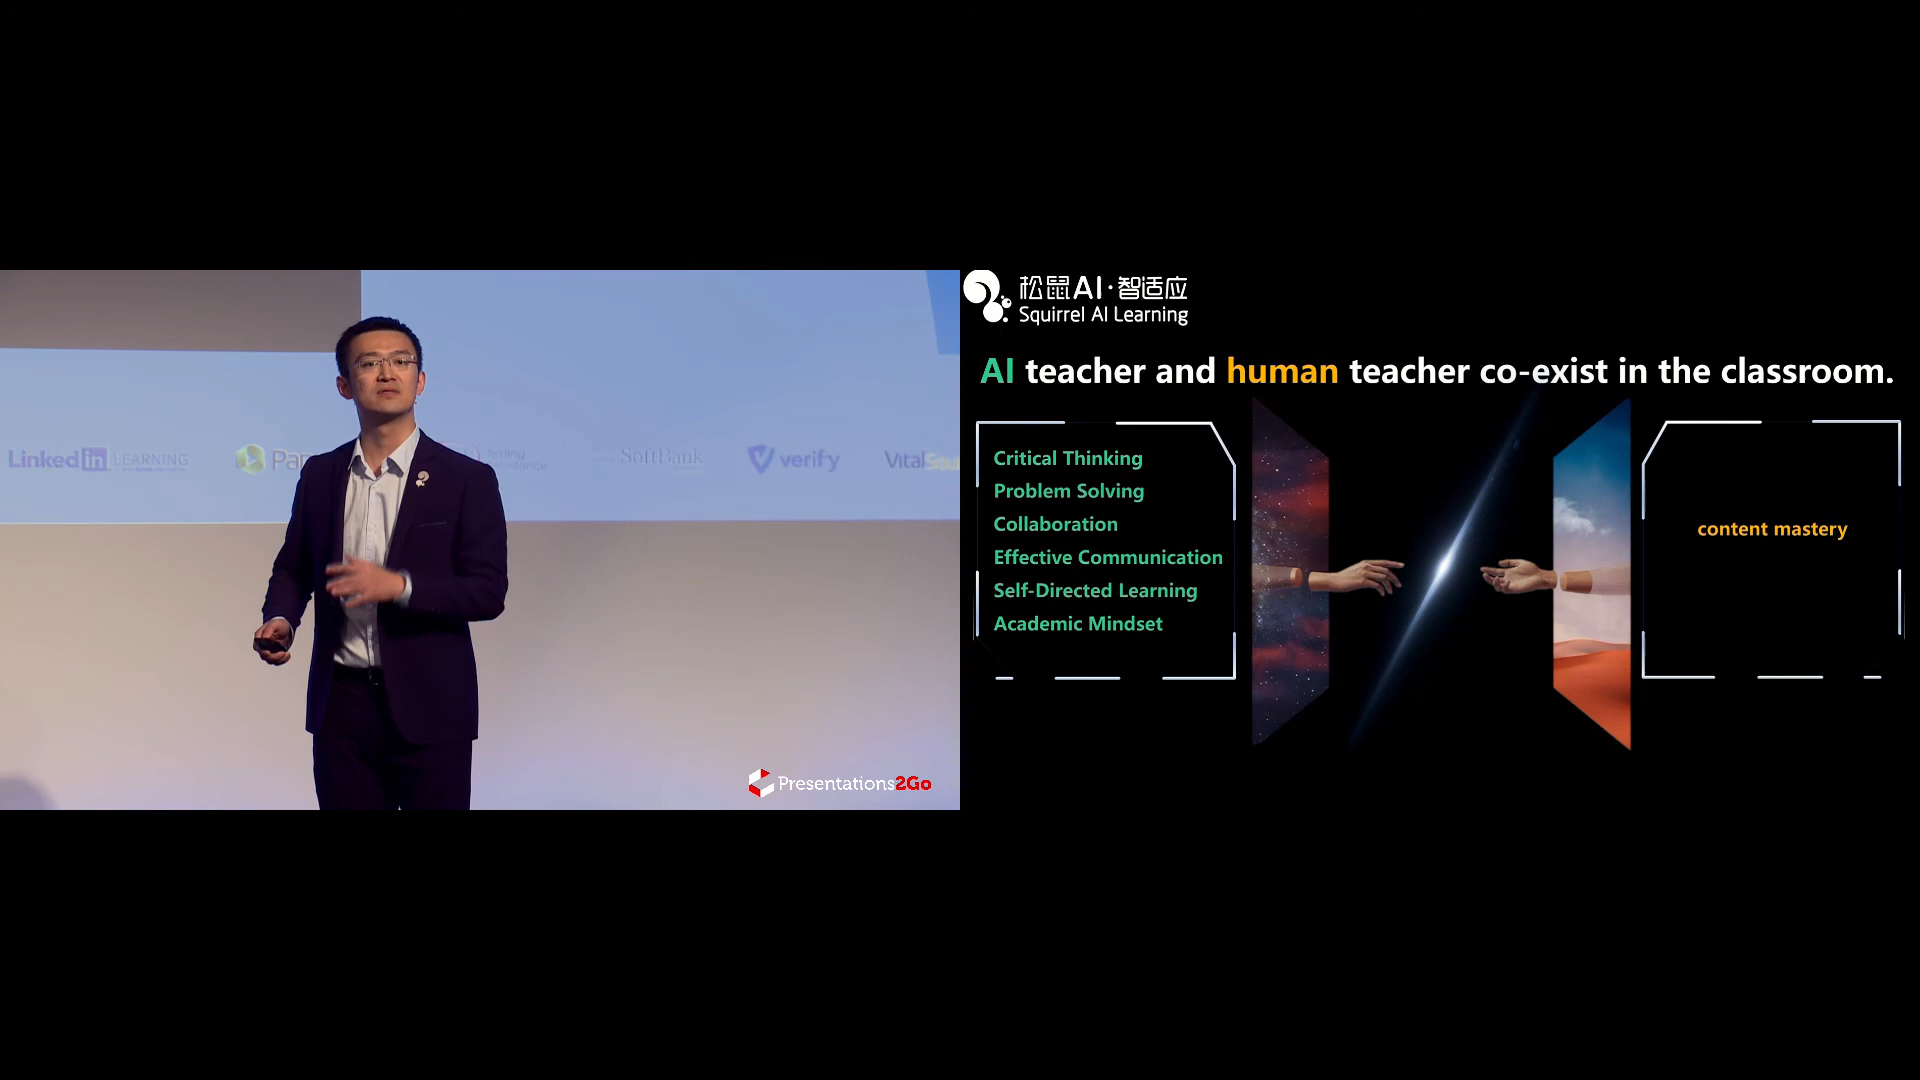 LinkedIn LEARNING
SoftBank
verify
Vital
Presentations2Go
松鼠AI·智适应
Squirrel AI Learning
AI teacher and human teacher co-exist in the classroom.
Critical Thinking
Problem Solving
Collaboration
Effective Communication
Self-Directed Learning
Academic Mindset
content mastery